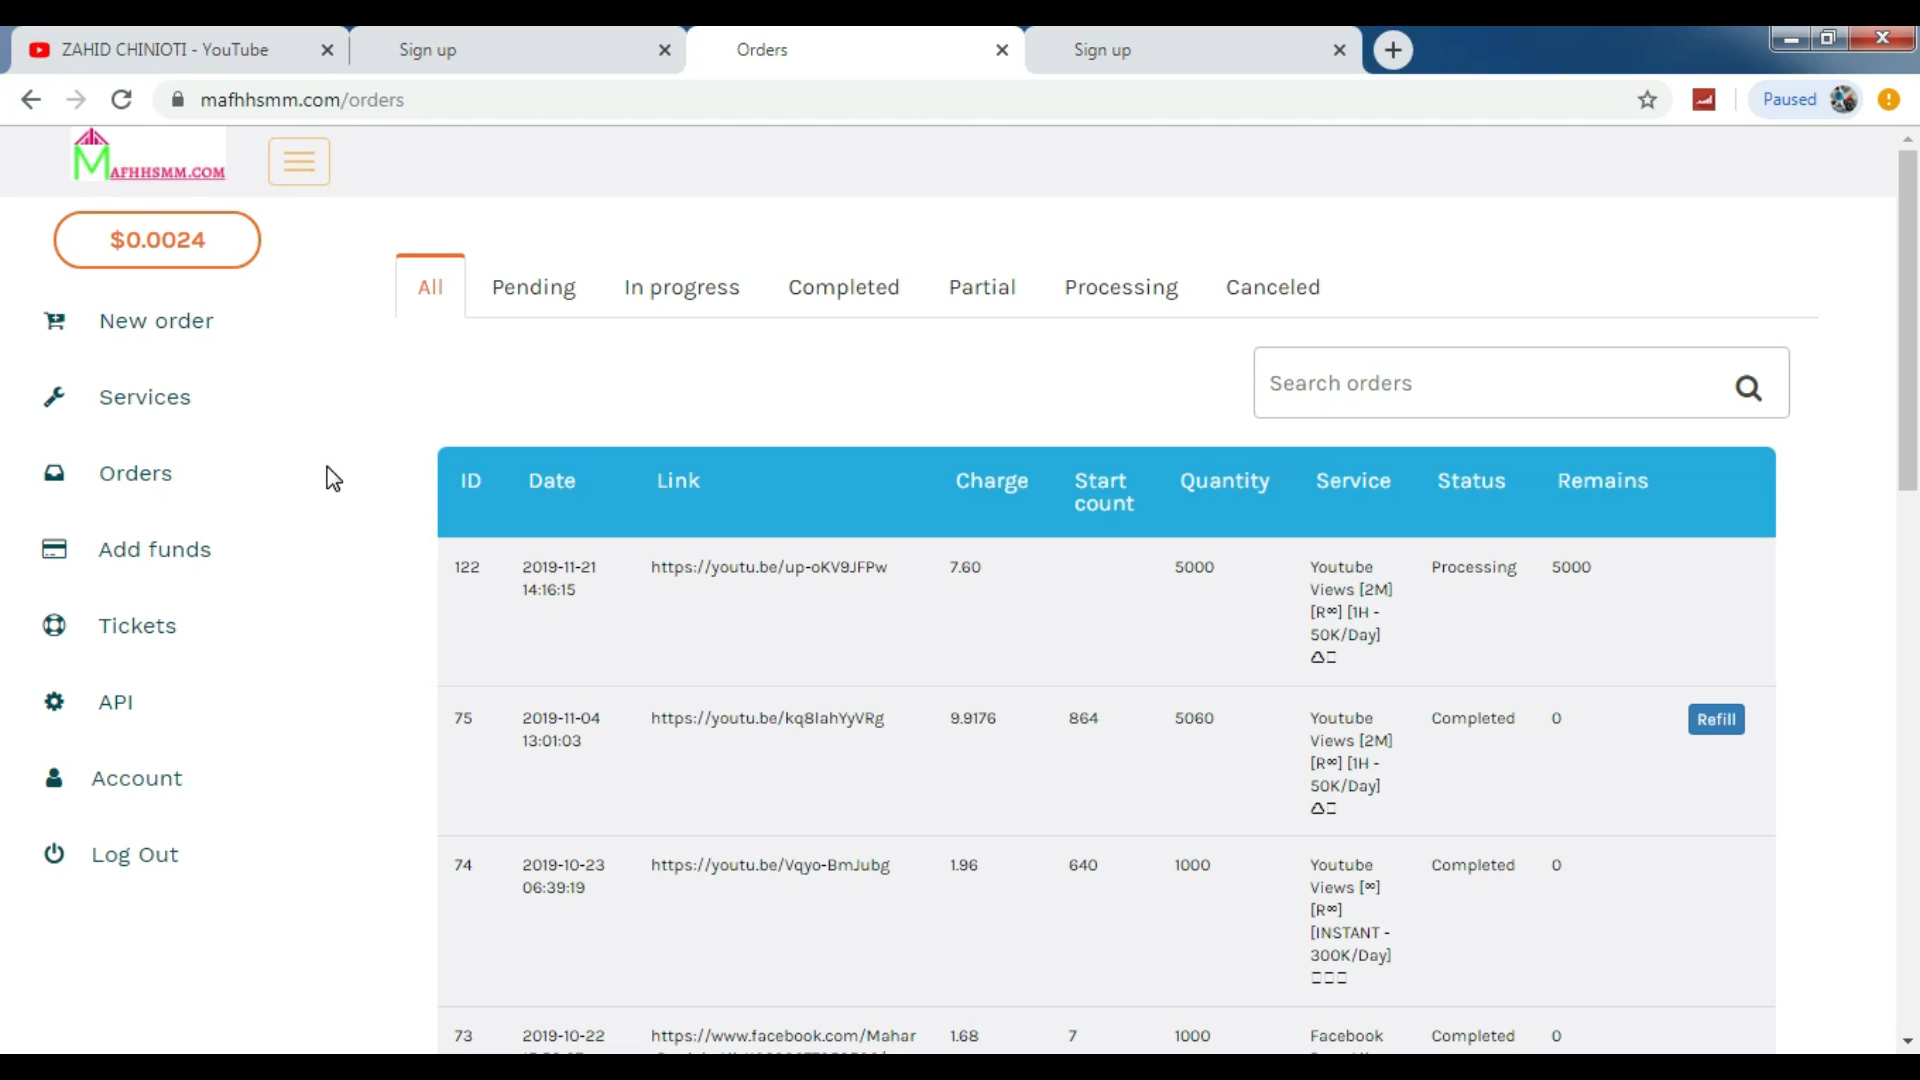 ZAHID CHINIOTI - YouTube
Sign up
Orders
Sign up
mafhhsmm.com/orders
Paused
MAFHHSMM.COM
$0.0024
New order
Services
Orders
Add funds
Tickets
API
Account
Log Out
All Pending In progress Completed Partial Processing Canceled
Search orders
ID Date Link Charge Start Quantity Service Status Remains
count
122 2019-11-21 https://youtu.be/up-oKV9JFPw 7.60 5000 Youtube Processing 5000
14:16:15 Views [2M]
[R∞] [1H -
50K/Day]
75 2019-11-04 https://youtu.be/kq8lahYyVRg 9.9176 864 5060 Youtube Completed 0 Refill
13:01:03 Views [2M]
[R∞] [1H -
50K/Day]
74 2019-10-23 https://youtu.be/Vqyo-BmJubg 1.96 640 1000 Youtube Completed 0
06:39:19 Views [∞]
[R∞]
[INSTANT -
300K/Day]
73 2019-10-22 https://www.facebook.com/Mahar 1.68 7 1000 Facebook Completed 0